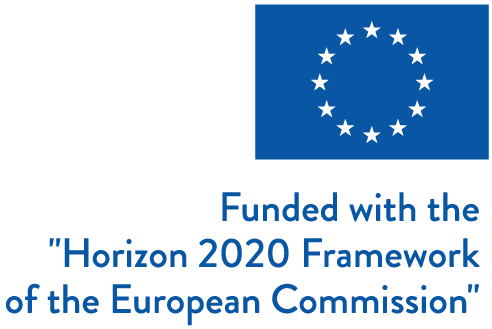 Funded with the
"Horizon 2020 Framework
of the European Commission"